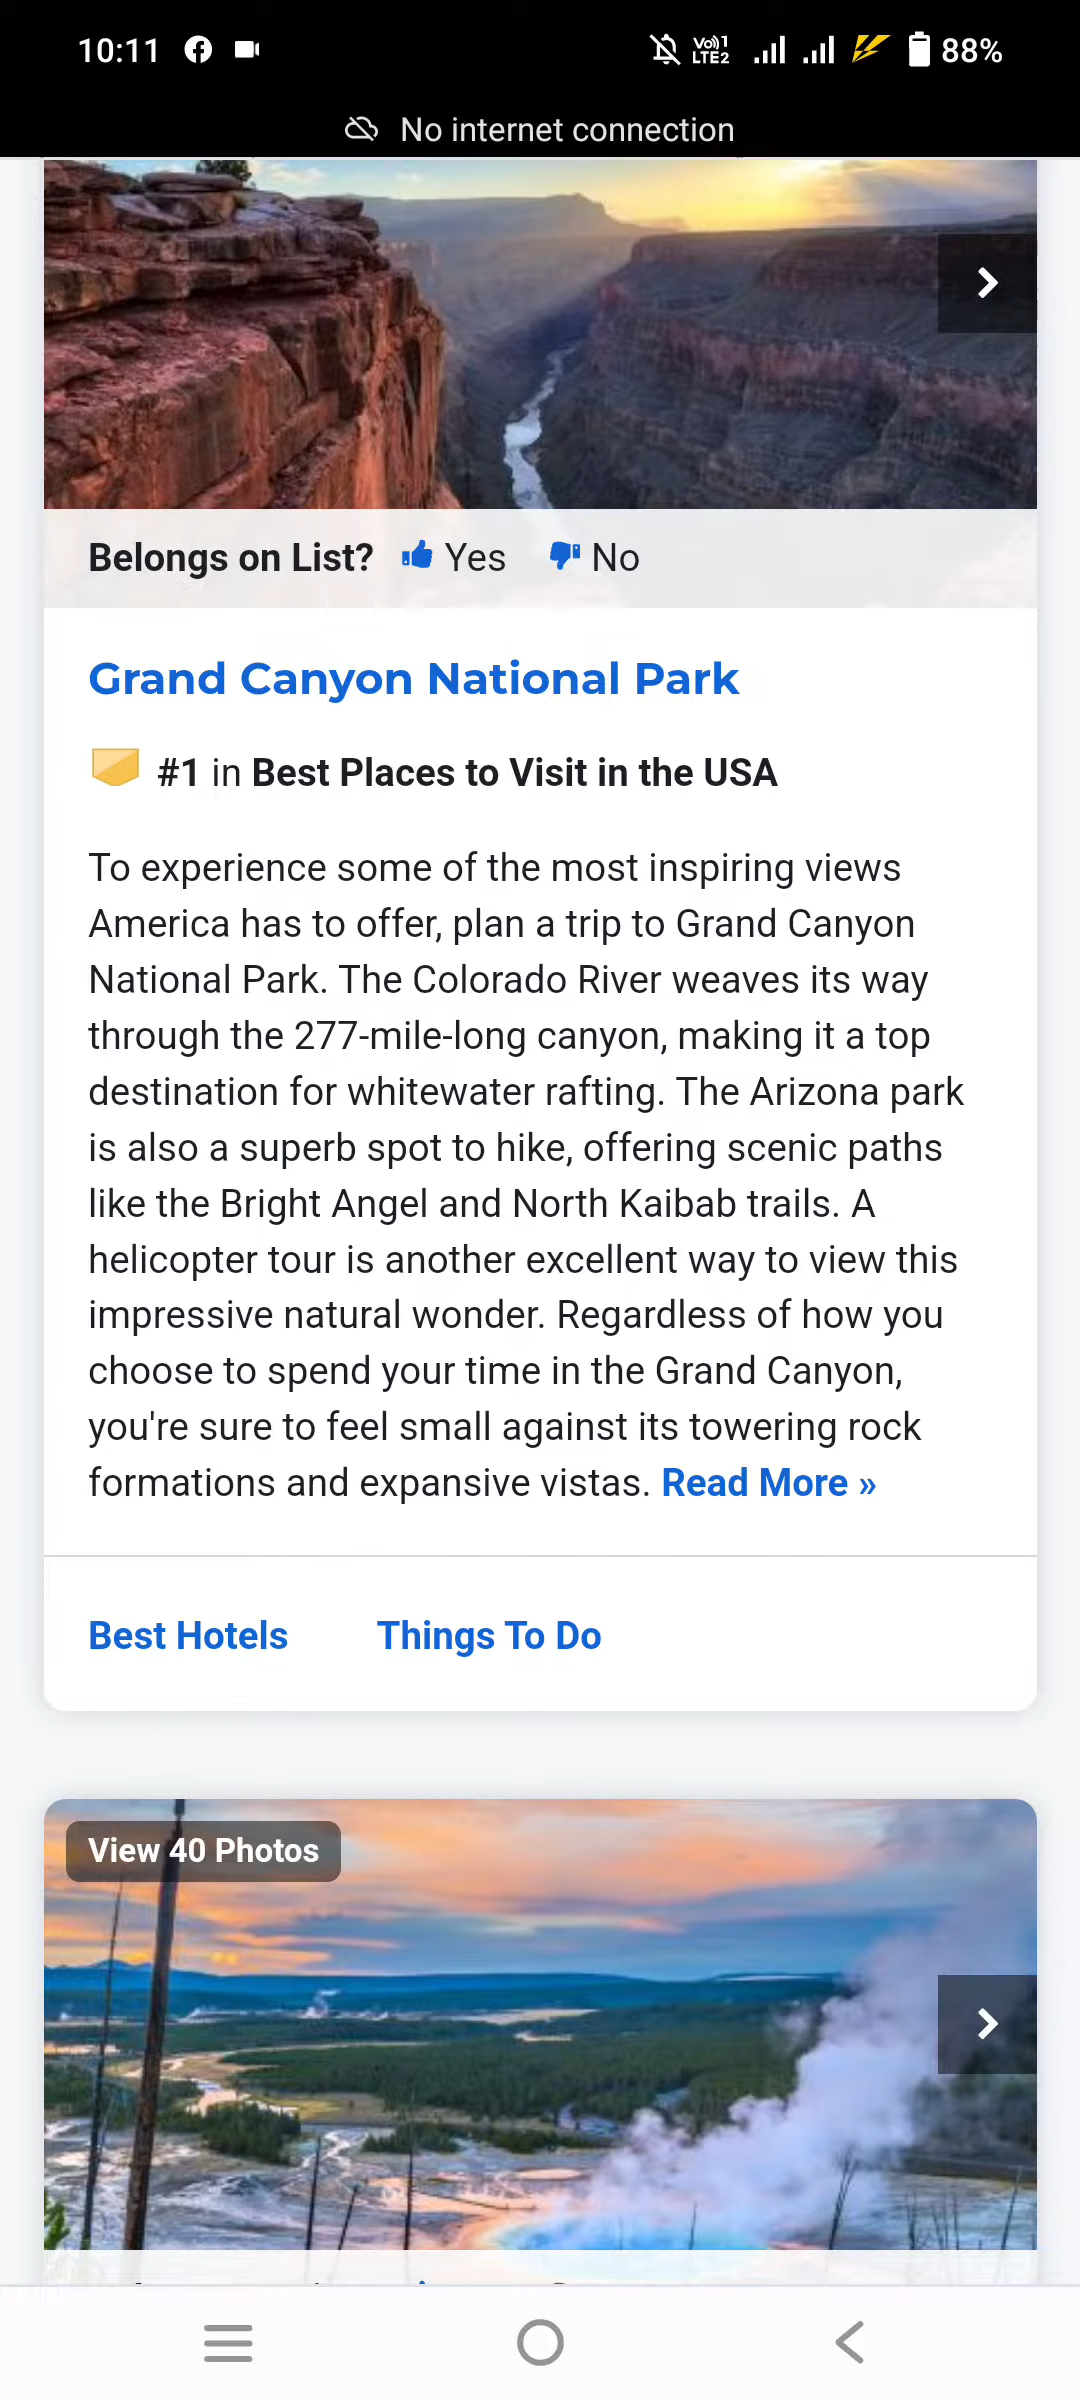 10:11
Vo) 1
LTE2
88%
No internet connection
Belongs on List? Yes No
Grand Canyon National Park
#1 in Best Places to Visit in the USA
To experience some of the most inspiring views
America has to offer, plan a trip to Grand Canyon
National Park. The Colorado River weaves its way
through the 277-mile-long canyon, making it a top
destination for whitewater rafting. The Arizona park
is also a superb spot to hike, offering scenic paths
like the Bright Angel and North Kaibab trails. A
helicopter tour is another excellent way to view this
impressive natural wonder. Regardless of how you
choose to spend your time in the Grand Canyon,
you're sure to feel small against its towering rock
formations and expansive vistas. Read More »
Best Hotels Things To Do
View 40 Photos